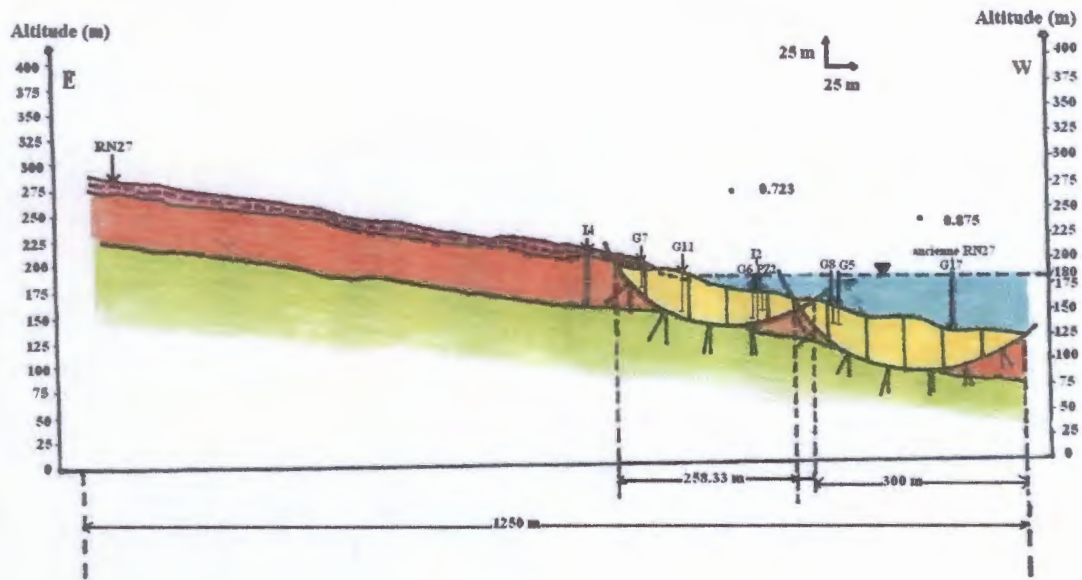 Altitude (m)
Altitude (m)
E
W
25 m
25 m
400
375
350
325
300
275
250
225
200
175
150
125
100
75
50
25
0
400
375
350
325
300
275
250
225
200
180
175
150
125
100
75
50
25
0
RN27
0.723
0.875
I4
G7
G11
I2
G6
PZ2
G8
G5
ancienne RN27
G17
258.33 m
300 m
1250 m